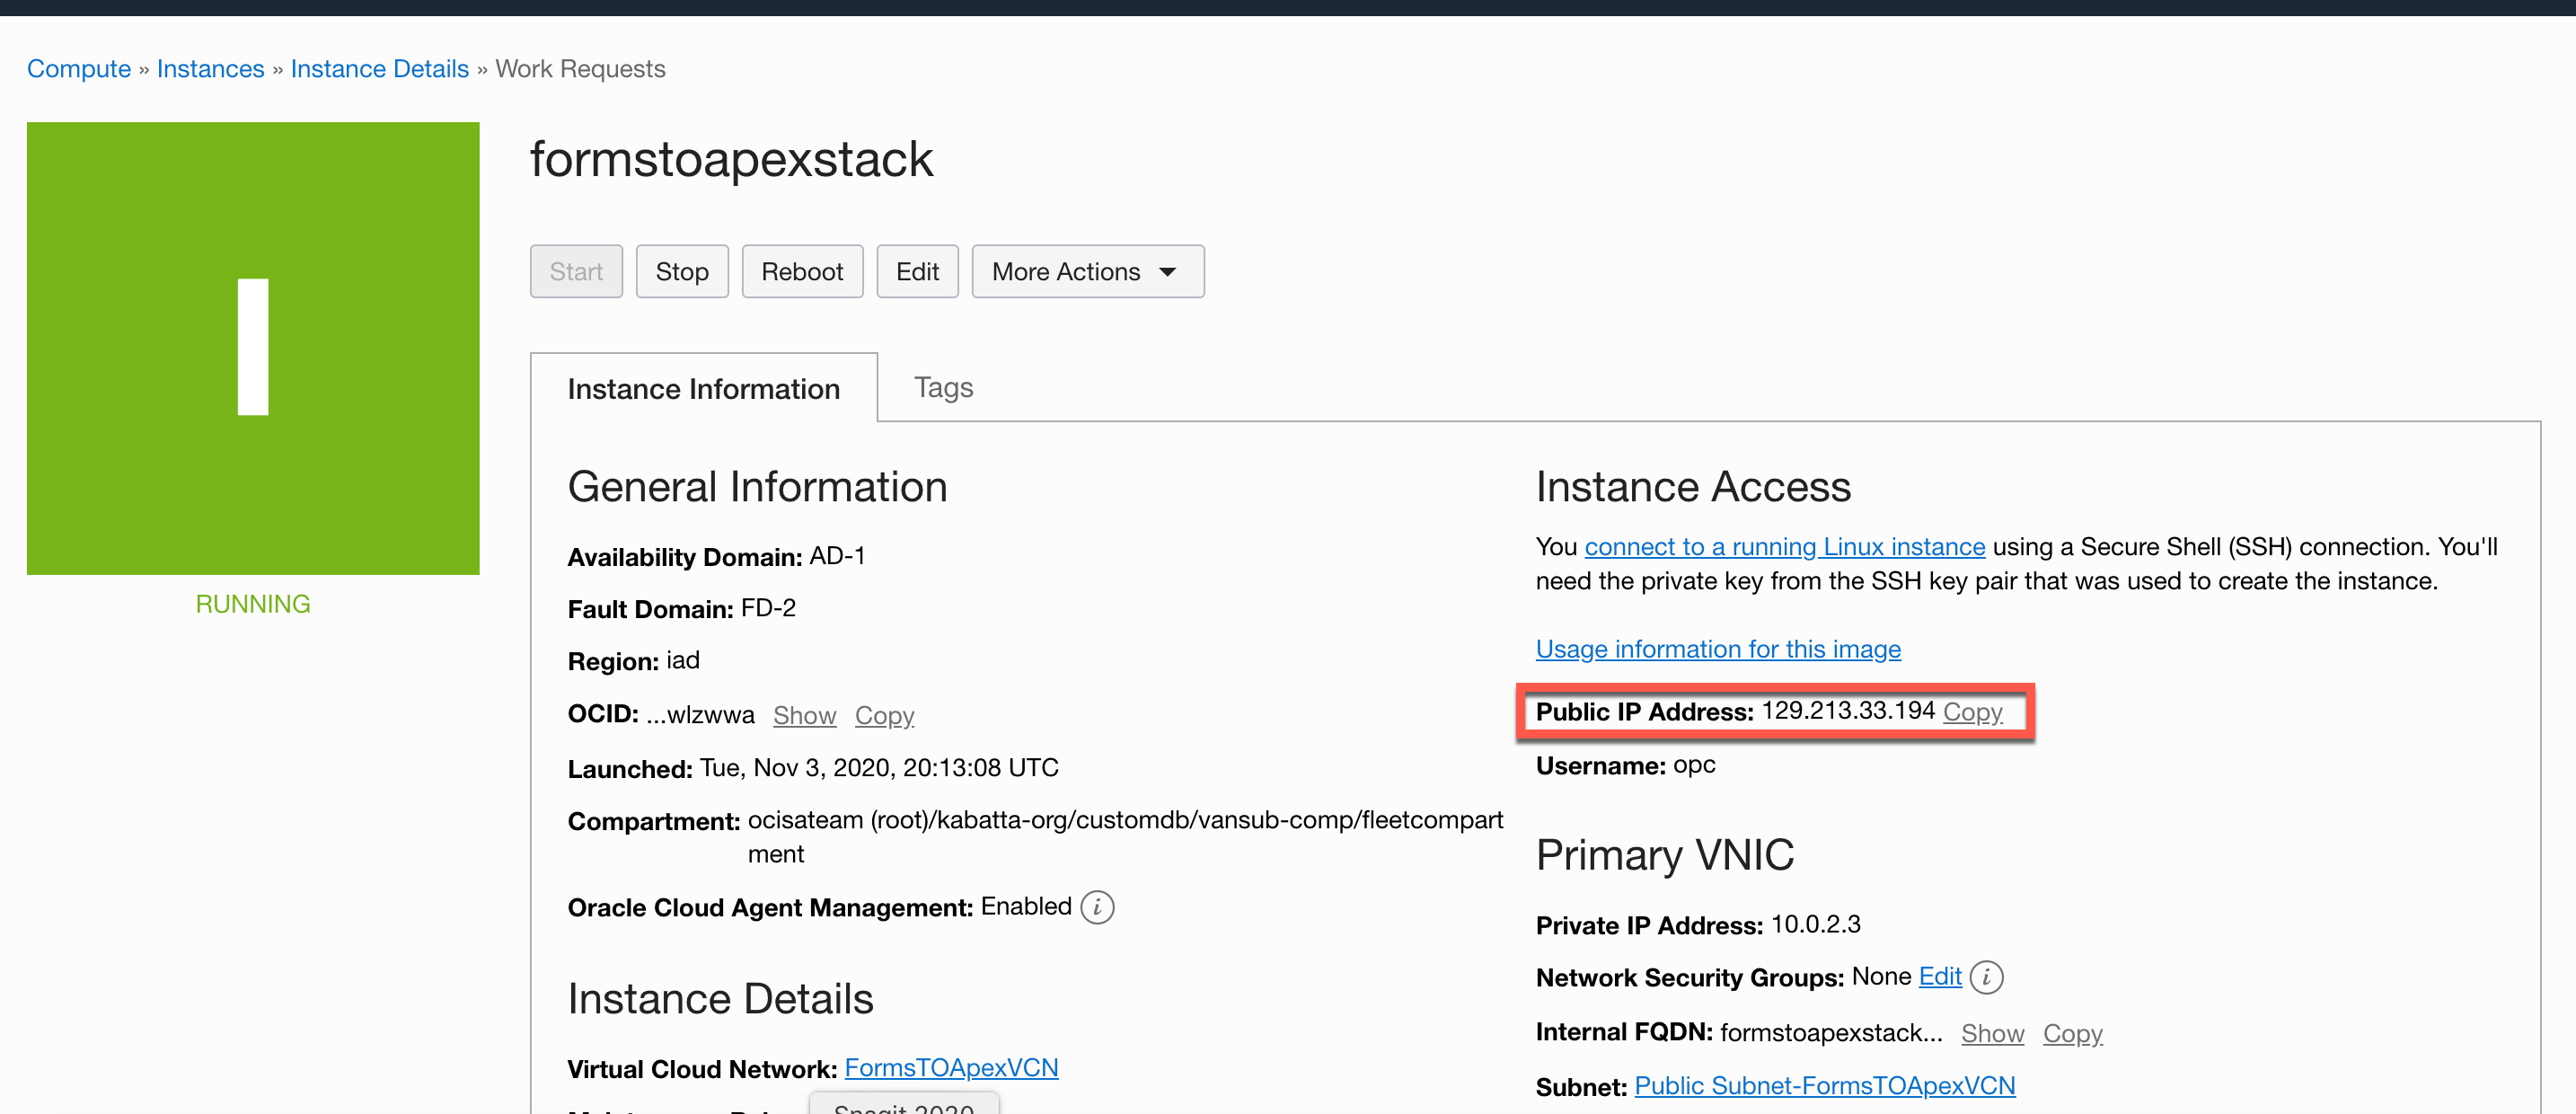 Compute » Instances » Instance Details » Work Requests
I
RUNNING
formstoapexstack
Start Stop Reboot Edit More Actions
Instance Information Tags
General Information
Availability Domain: AD-1
Fault Domain: FD-2
Region: iad
OCID: ...wlzwwa Show Copy
Launched: Tue, Nov 3, 2020, 20:13:08 UTC
Compartment: ocisateam (root)/kabatta-org/customdb/vansub-comp/fleetcompart
ment
Oracle Cloud Agent Management: Enabled i
Instance Details
Virtual Cloud Network: FormsTOApexVCN
Snagit 2020
Instance Access
You connect to a running Linux instance using a Secure Shell (SSH) connection. You'll
need the private key from the SSH key pair that was used to create the instance.
Usage information for this image
Public IP Address: 129.213.33.194 Copy
Username: opc
Primary VNIC
Private IP Address: 10.0.2.3
Network Security Groups: None Edit i
Internal FQDN: formstoapexstack... Show Copy
Subnet: Public Subnet-FormsTOApexVCN